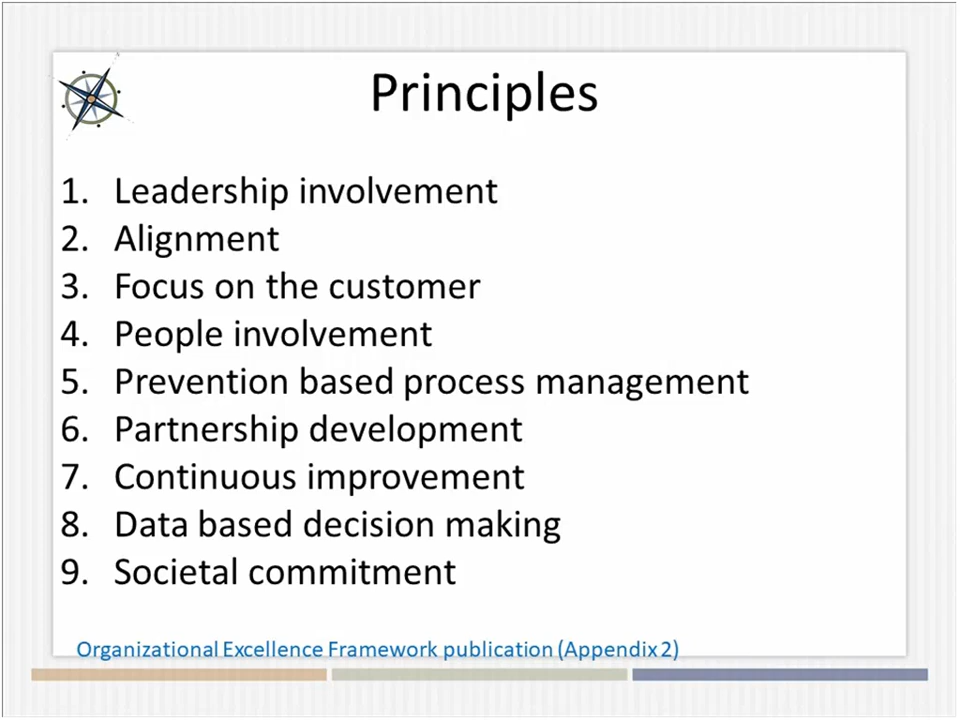 Principles
1. Leadership involvement
2. Alignment
3. Focus on the customer
4. People involvement
5. Prevention based process management
6. Partnership development
7. Continuous improvement
8. Data based decision making
9. Societal commitment
Organizational Excellence Framework publication (Appendix 2)